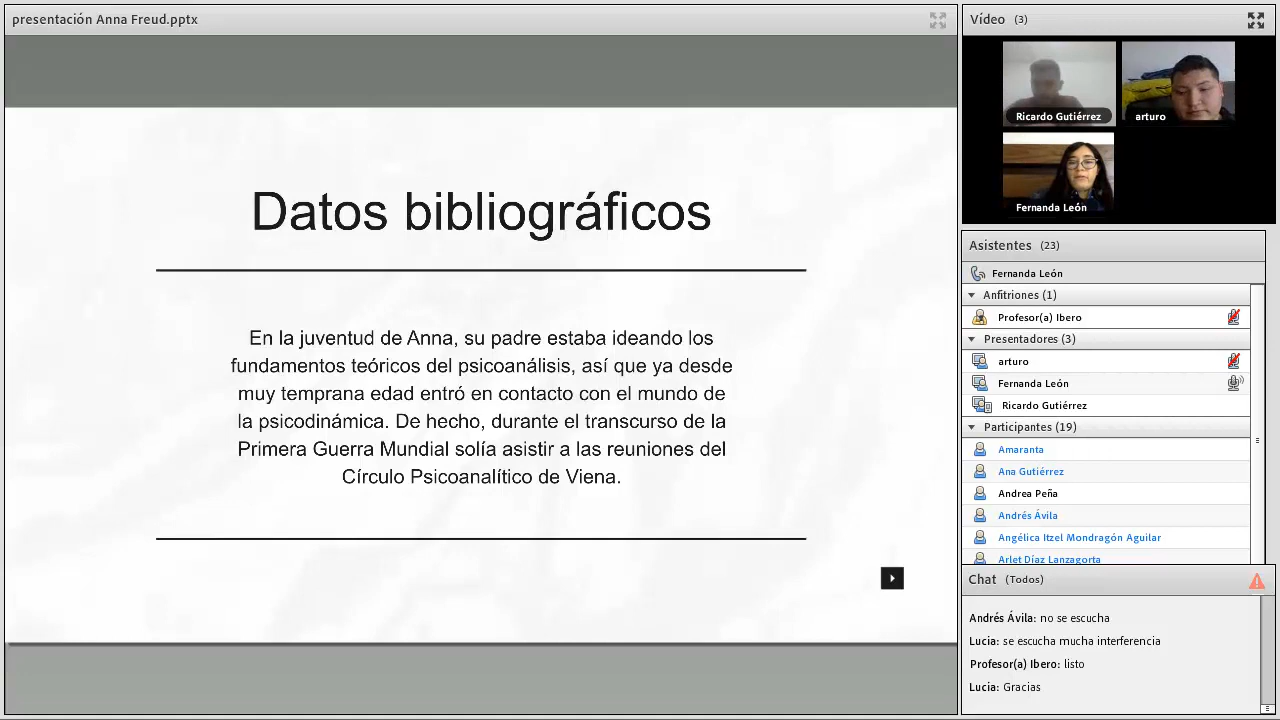 presentación Anna Freud.pptx
Datos bibliográficos
En la juventud de Anna, su padre estaba ideando los
fundamentos teóricos del psicoanálisis, así que ya desde
muy temprana edad entró en contacto con el mundo de
la psicodinámica. De hecho, durante el transcurso de la
Primera Guerra Mundial solía asistir a las reuniones del
Círculo Psicoanalítico de Viena.
Vídeo (3)
Ricardo Gutiérrez
arturo
Fernanda León
Asistentes (23)
Fernanda León
Anfitriones (1)
Profesor(a) Ibero
Presentadores (3)
arturo
Fernanda León
Ricardo Gutiérrez
Participantes (19)
Amaranta
Ana Gutiérrez
Andrea Peña
Andrés Ávila
Angélica Itzel Mondragón Aguilar
Arlet Díaz Lanzagorta
Chat (Todos)
Andrés Ávila: no se escucha
Lucia: se escucha mucha interferencia
Profesor(a) Ibero: listo
Lucia: Gracias